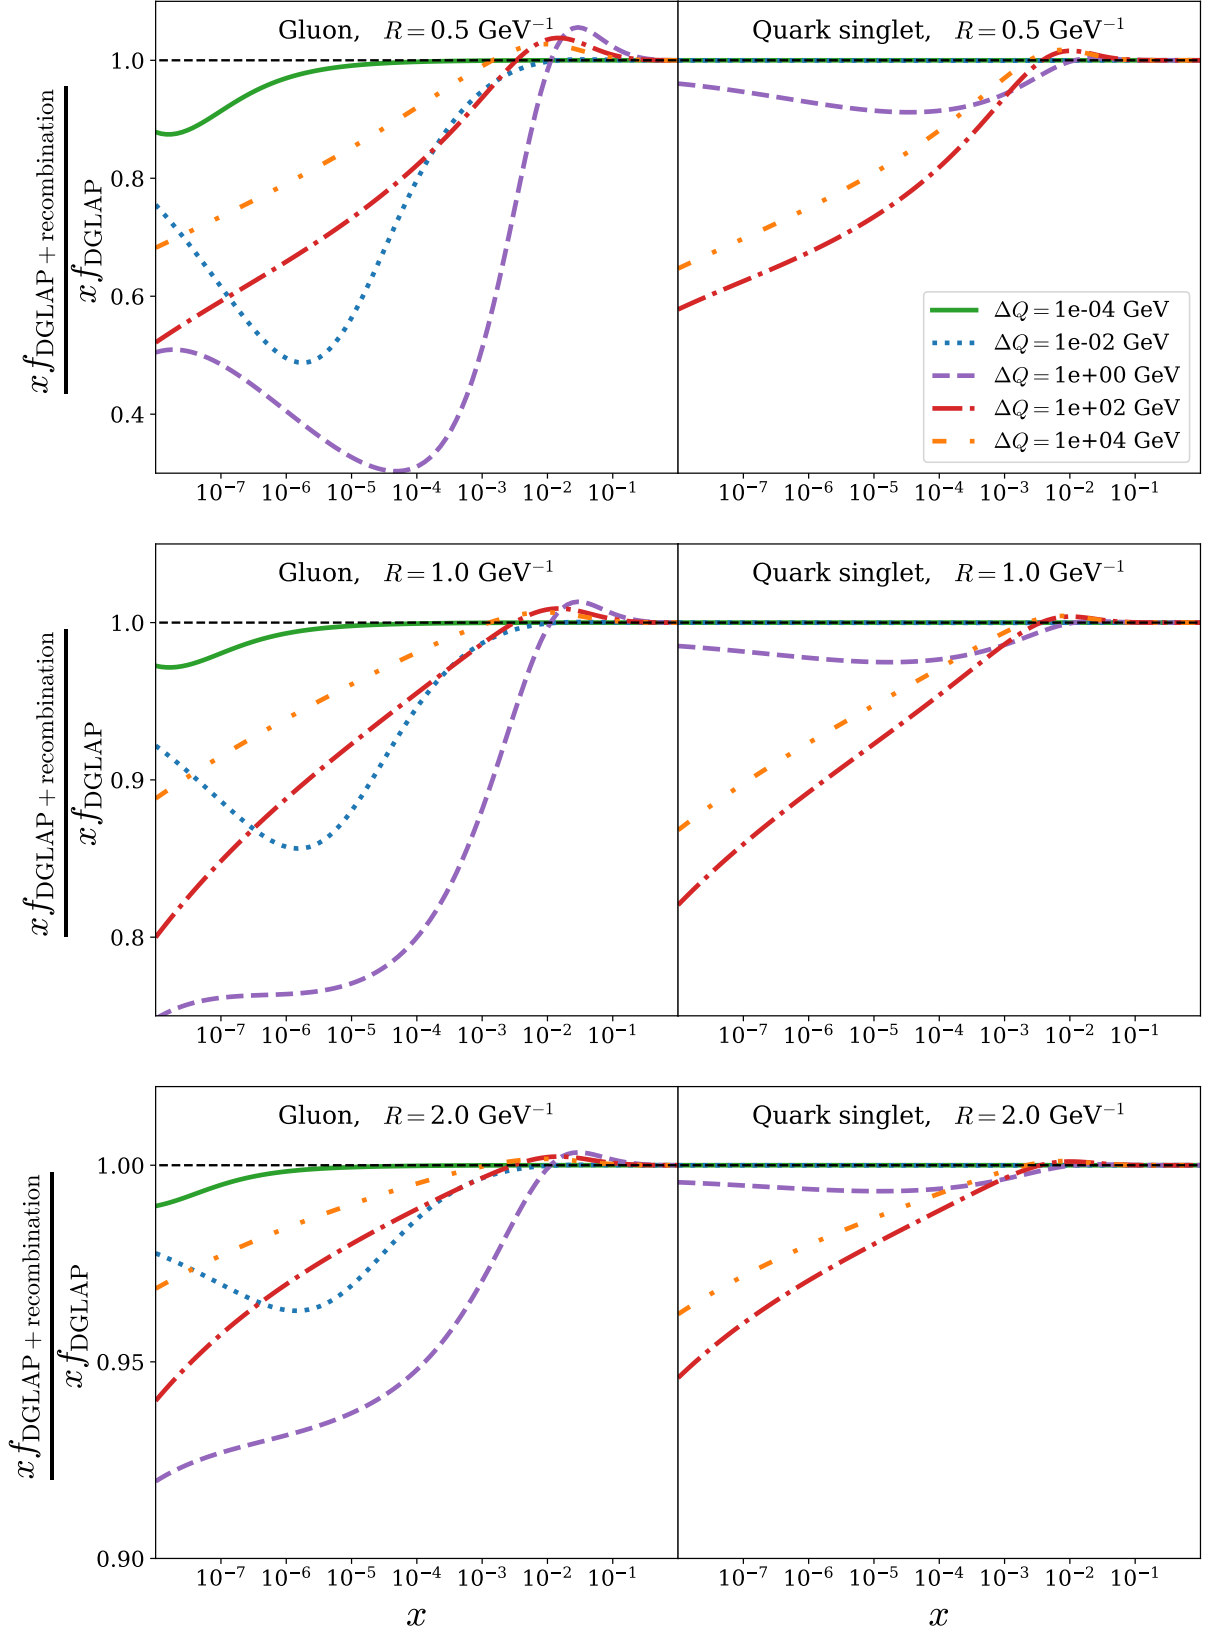 Gluon, R = 0.5 GeV⁻¹
Quark singlet, R = 0.5 GeV⁻¹
xf_DGLAP + recombination
xf_DGLAP
1.0
0.8
0.6
0.4
ΔQ = 1e-04 GeV
ΔQ = 1e-02 GeV
ΔQ = 1e+00 GeV
ΔQ = 1e+02 GeV
ΔQ = 1e+04 GeV
10⁻⁷ 10⁻⁶ 10⁻⁵ 10⁻⁴ 10⁻³ 10⁻² 10⁻¹
10⁻⁷ 10⁻⁶ 10⁻⁵ 10⁻⁴ 10⁻³ 10⁻² 10⁻¹
Gluon, R = 1.0 GeV⁻¹
Quark singlet, R = 1.0 GeV⁻¹
xf_DGLAP + recombination
xf_DGLAP
1.0
0.9
0.8
10⁻⁷ 10⁻⁶ 10⁻⁵ 10⁻⁴ 10⁻³ 10⁻² 10⁻¹
10⁻⁷ 10⁻⁶ 10⁻⁵ 10⁻⁴ 10⁻³ 10⁻² 10⁻¹
Gluon, R = 2.0 GeV⁻¹
Quark singlet, R = 2.0 GeV⁻¹
xf_DGLAP + recombination
xf_DGLAP
1.00
0.95
0.90
10⁻⁷ 10⁻⁶ 10⁻⁵ 10⁻⁴ 10⁻³ 10⁻² 10⁻¹
10⁻⁷ 10⁻⁶ 10⁻⁵ 10⁻⁴ 10⁻³ 10⁻² 10⁻¹
x
x